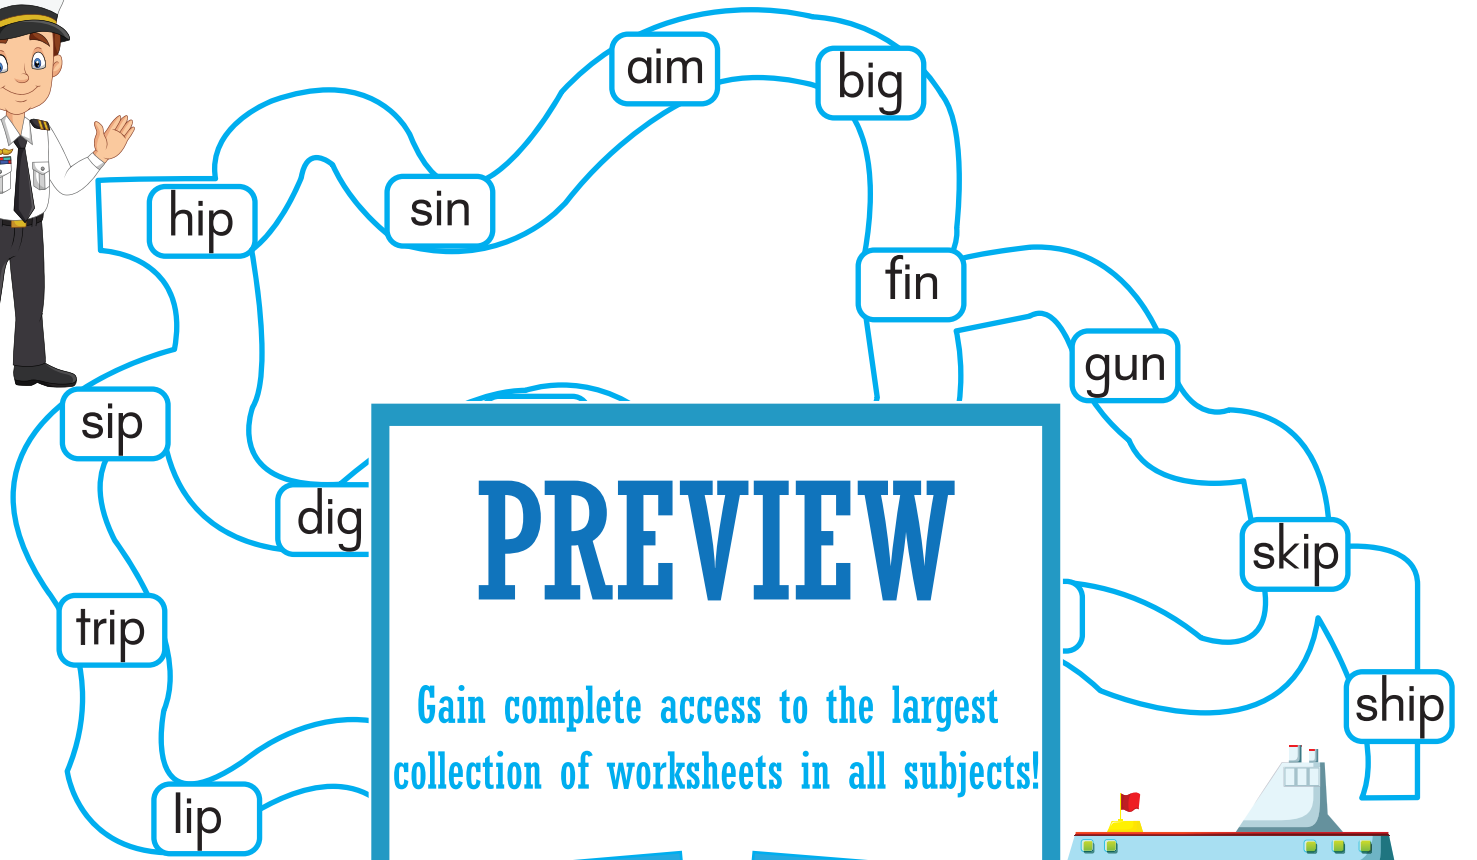 aim
big
hip
sin
fin
gun
sip
dig
skip
trip
ship
lip
PREVIEW
Gain complete access to the largest
collection of worksheets in all subjects!